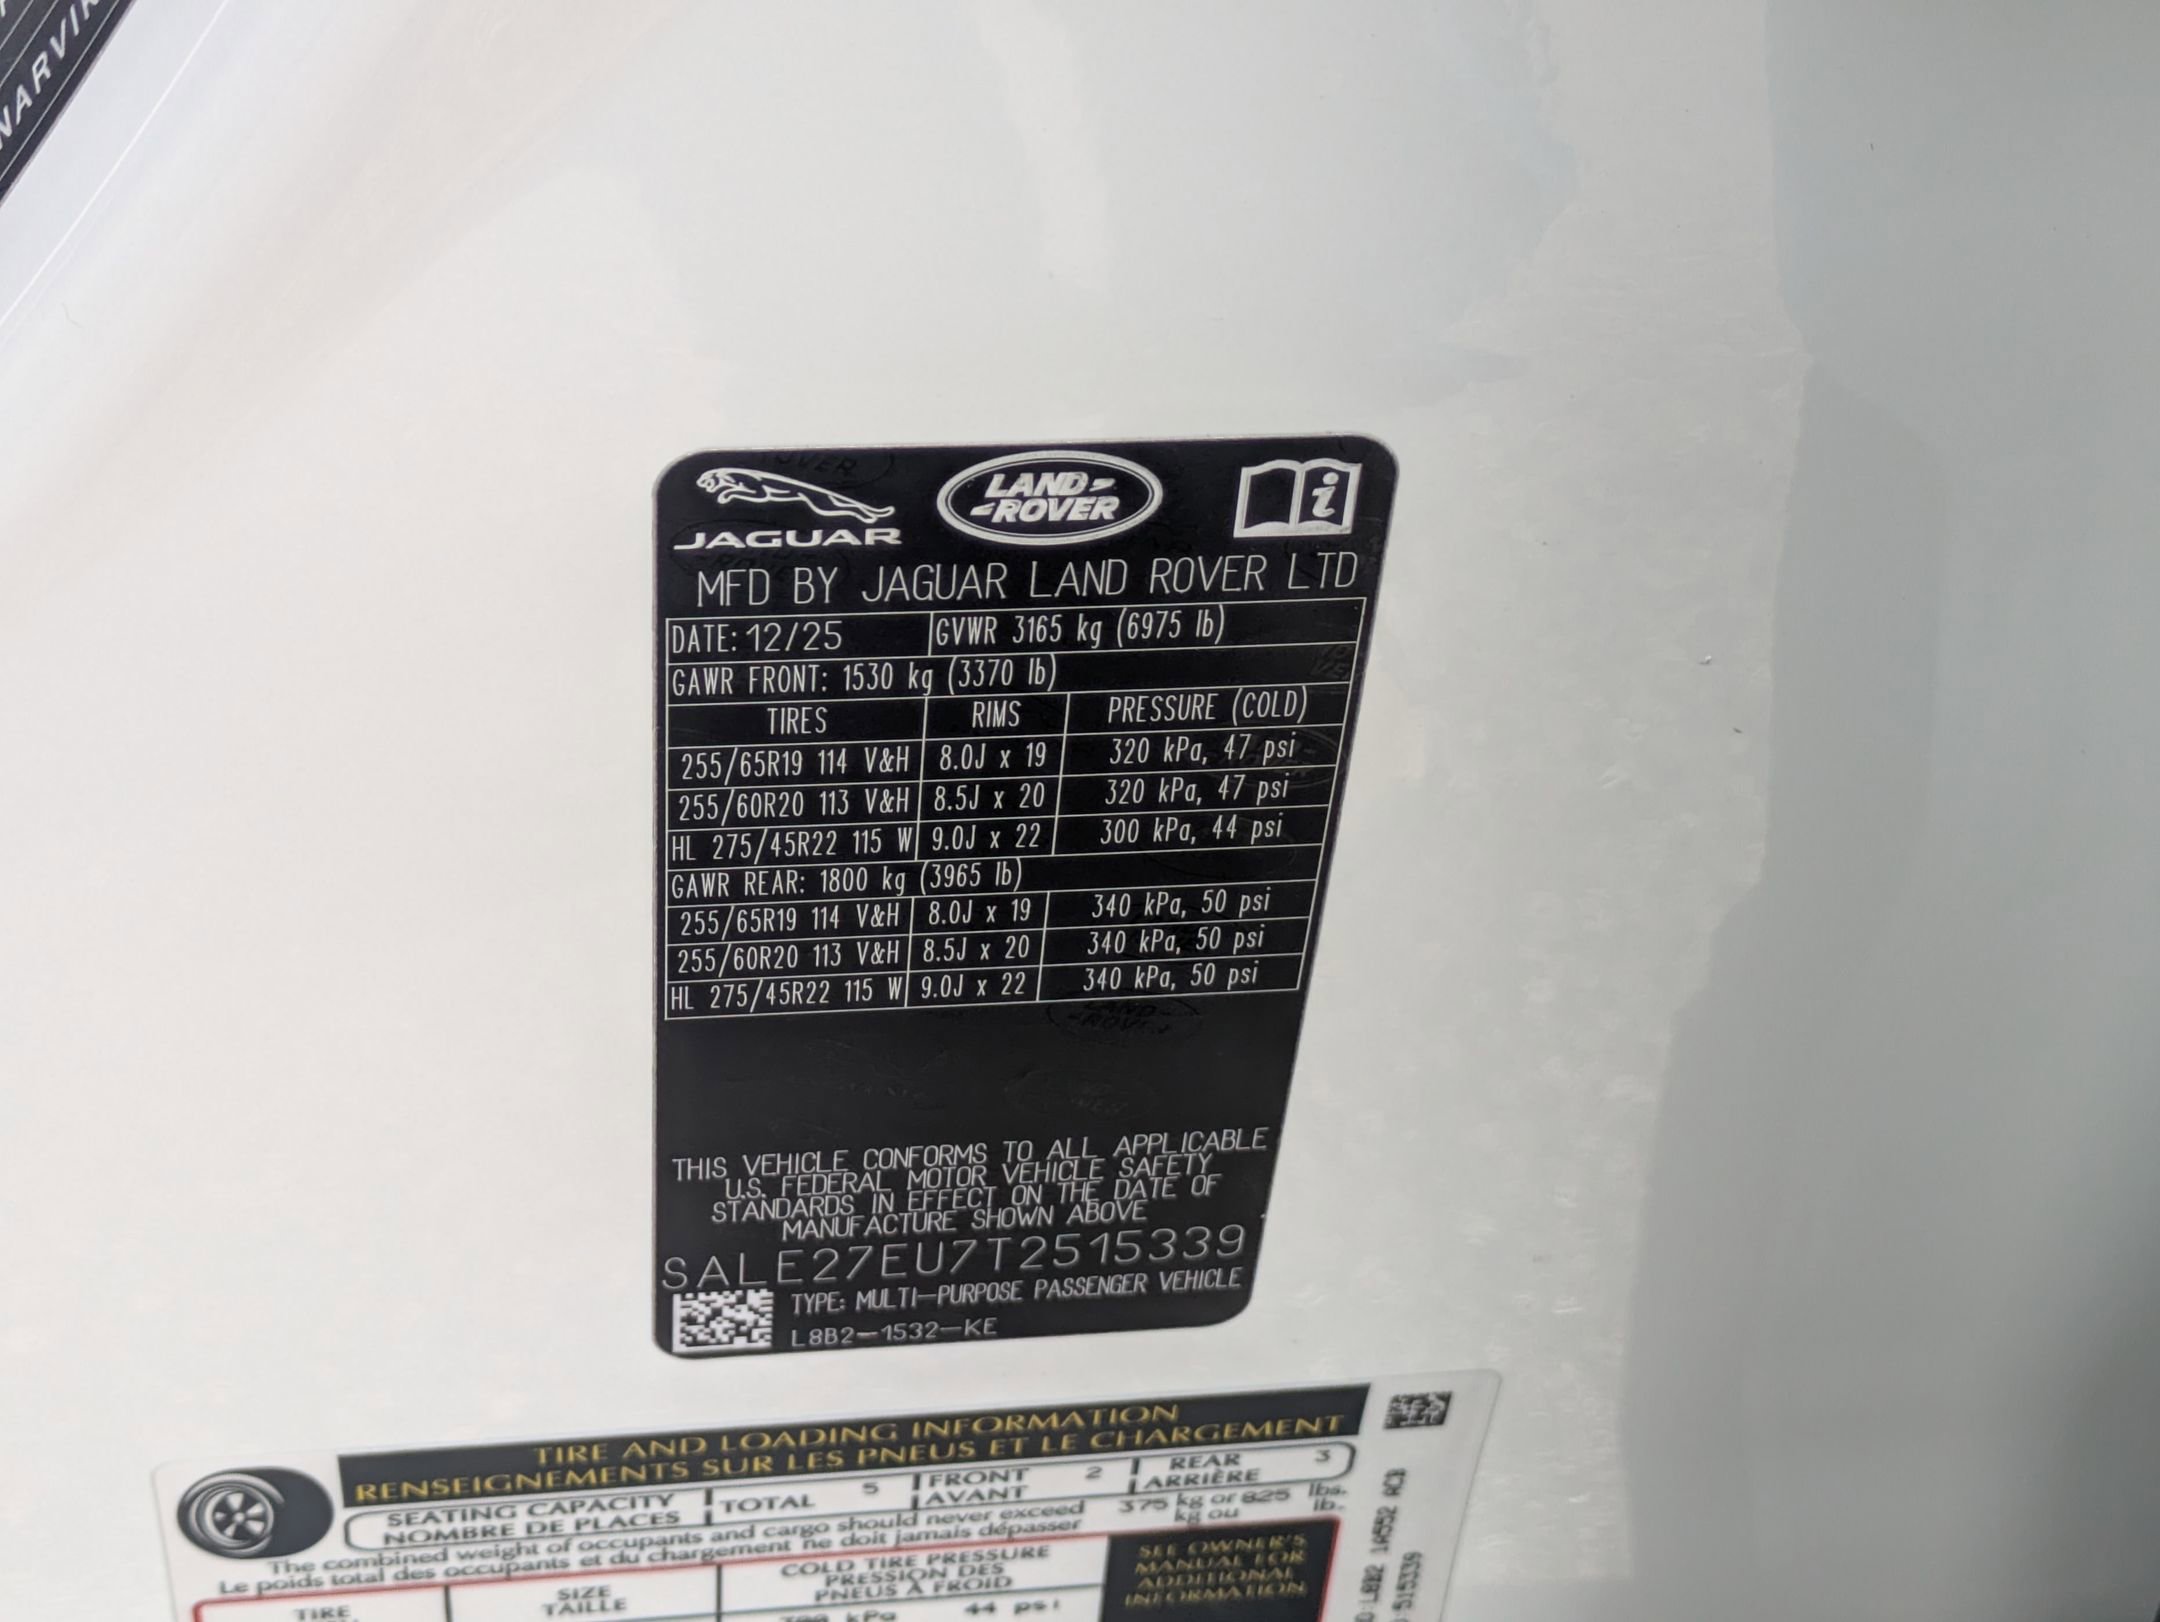 NARVIK
JAGUAR
LAND ROVER
MFD BY JAGUAR LAND ROVER LTD
DATE: 12/25 GVWR 3165 kg (6975 lb)
GAWR FRONT: 1530 kg (3370 lb)
TIRES RIMS PRESSURE (COLD)
255/65R19 114 V&H 8.0J x 19 320 kPa, 47 psi
255/60R20 113 V&H 8.5J x 20 320 kPa, 47 psi
HL 275/45R22 115 W 9.0J x 22 300 kPa, 44 psi
GAWR REAR: 1800 kg (3965 lb)
255/65R19 114 V&H 8.0J x 19 340 kPa, 50 psi
255/60R20 113 V&H 8.5J x 20 340 kPa, 50 psi
HL 275/45R22 115 W 9.0J x 22 340 kPa, 50 psi
THIS VEHICLE CONFORMS TO ALL APPLICABLE
U.S. FEDERAL MOTOR VEHICLE SAFETY
STANDARDS IN EFFECT ON THE DATE OF
MANUFACTURE SHOWN ABOVE
SALE27EU7T2515339
TYPE: MULTI-PURPOSE PASSENGER VEHICLE
L8B2-1532-KE
TIRE AND LOADING INFORMATION
RENSEIGNEMENTS SUR LES PNEUS ET LE CHARGEMENT
SEATING CAPACITY TOTAL 5 FRONT 2 REAR 3
NOMBRE DE PLACES AVANT ARRIÈRE
The combined weight of occupants and cargo should never exceed 375 kg or 825 lbs.
Le poids total des occupants et du chargement ne doit jamais dépasser kg ou lb.
TIRE SIZE COLD TIRE PRESSURE
TAILLE PRESSION DES
PNEUS À FROID
SEE OWNER'S
MANUAL FOR
ADDITIONAL
INFORMATION
kPa 44 psi
L8B2 1A552 ACB
515339